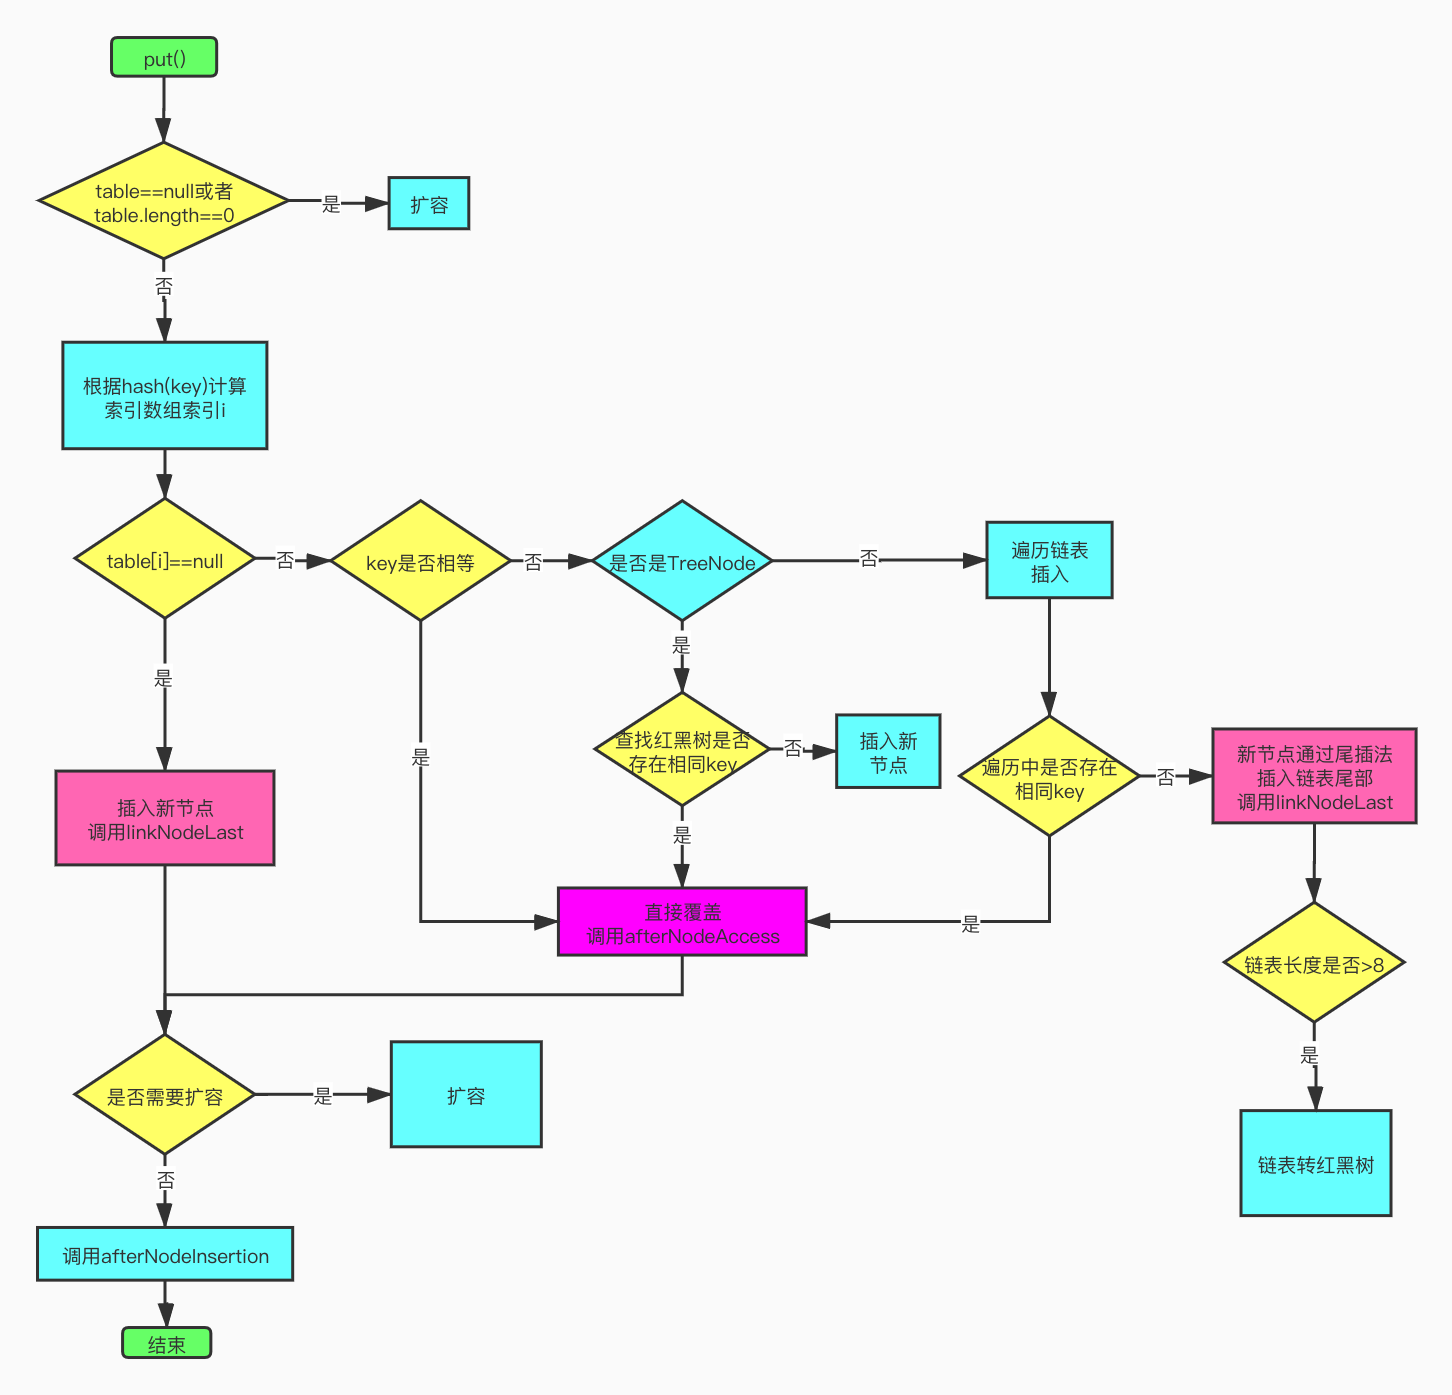 put()
table==null或者
table.length==0
是
扩容
否
根据hash(key)计算
索引数组索引i
table[i]==null
否
key是否相等
否
是否是TreeNode
否
遍历链表
插入
是
是
是
查找红黑树是否
存在相同key
否
插入新
节点
遍历中是否存在
相同key
否
新节点通过尾插法
插入链表尾部
调用linkNodeLast
插入新节点
调用linkNodeLast
是
直接覆盖
调用afterNodeAccess
是
链表长度是否>8
是
链表转红黑树
是否需要扩容
是
扩容
否
调用afterNodeInsertion
结束